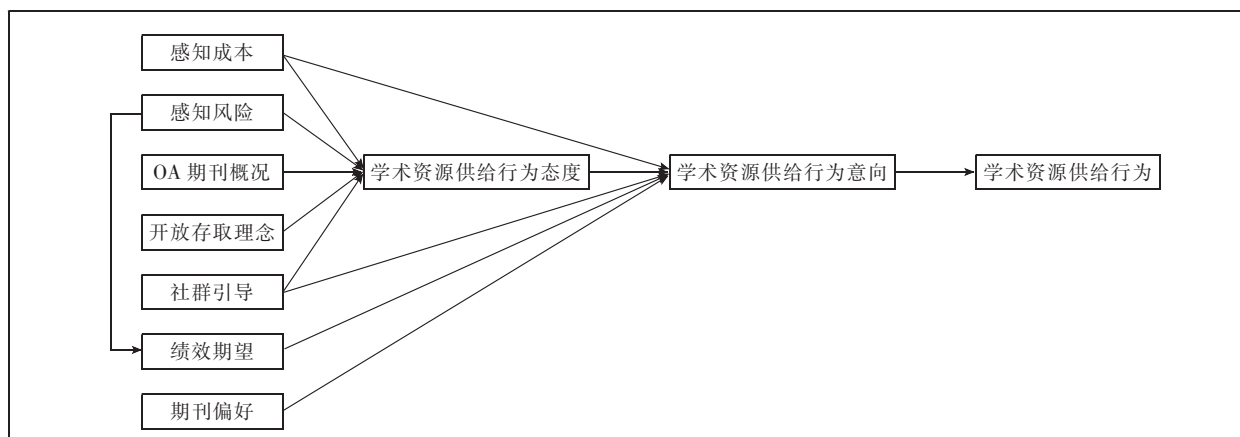 感知成本
感知风险
OA 期刊概况
学术资源供给行为态度
学术资源供给行为意向
学术资源供给行为
开放存取理念
社群引导
绩效期望
期刊偏好